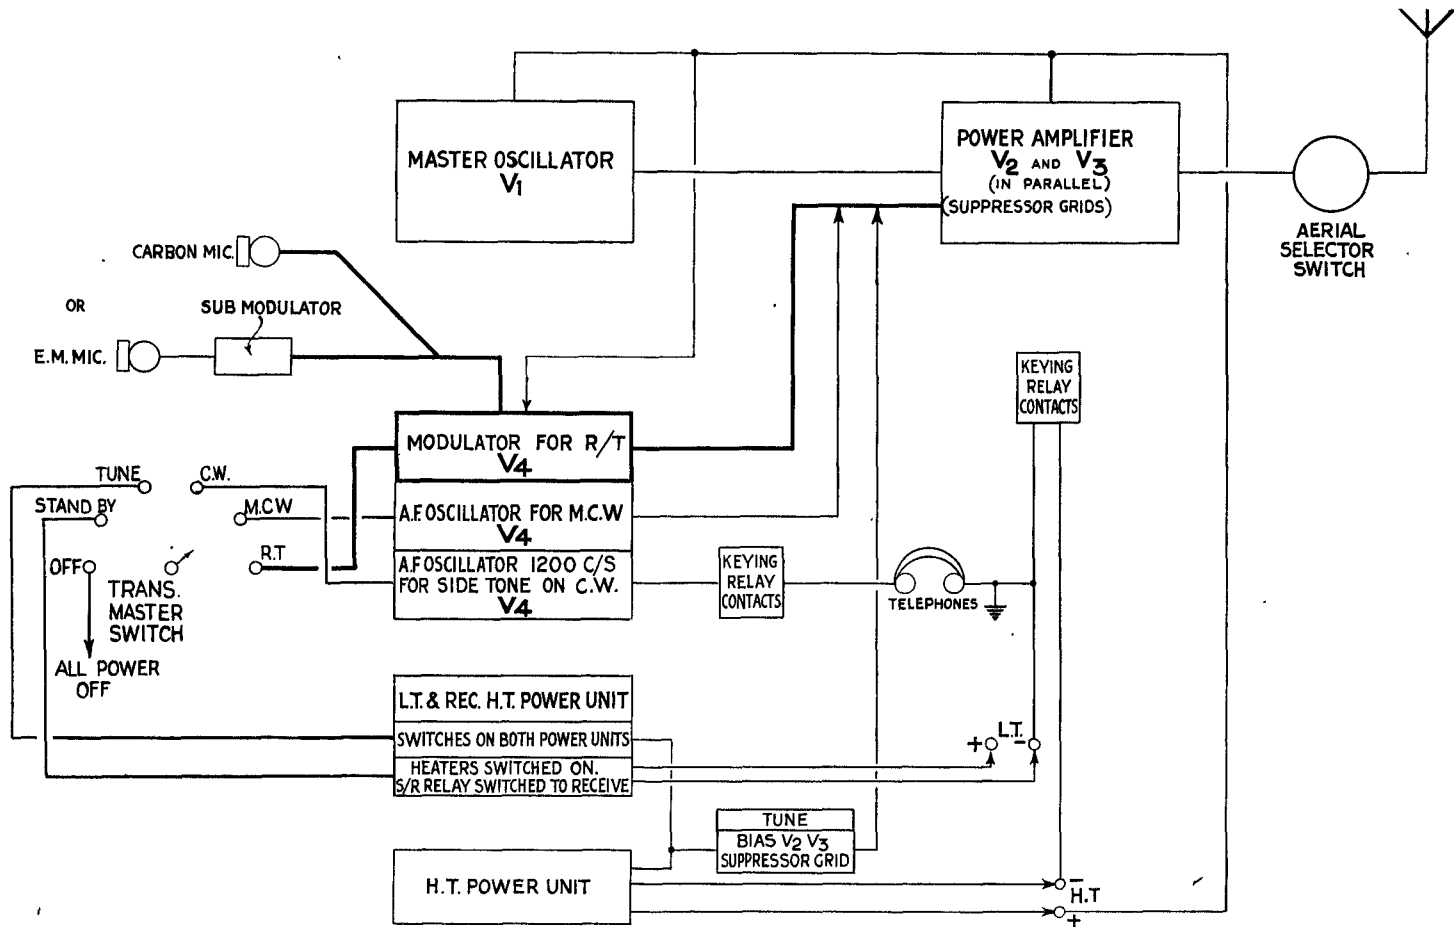 MASTER OSCILLATOR
V1
POWER AMPLIFIER
V2 AND V3
(IN PARALLEL)
(SUPPRESSOR GRIDS)
AERIAL
SELECTOR
SWITCH
CARBON MIC.
OR
SUB MODULATOR
E.M. MIC.
KEYING
RELAY
CONTACTS
MODULATOR FOR R/T
V4
TUNE
C.W.
STAND BY
M.C.W
A.F. OSCILLATOR FOR M.C.W
V4
OFF
R.T
TRANS.
MASTER
SWITCH
ALL POWER
OFF
A.F OSCILLATOR 1200 C/S
FOR SIDE TONE ON C.W.
V4
KEYING
RELAY
CONTACTS
TELEPHONES
L.T. & REC. H.T. POWER UNIT
SWITCHES ON BOTH POWER UNITS
HEATERS SWITCHED ON.
S/R RELAY SWITCHED TO RECEIVE
+ L.T. -
TUNE
BIAS V2 V3
SUPPRESSOR GRID
H.T. POWER UNIT
-
H.T
+